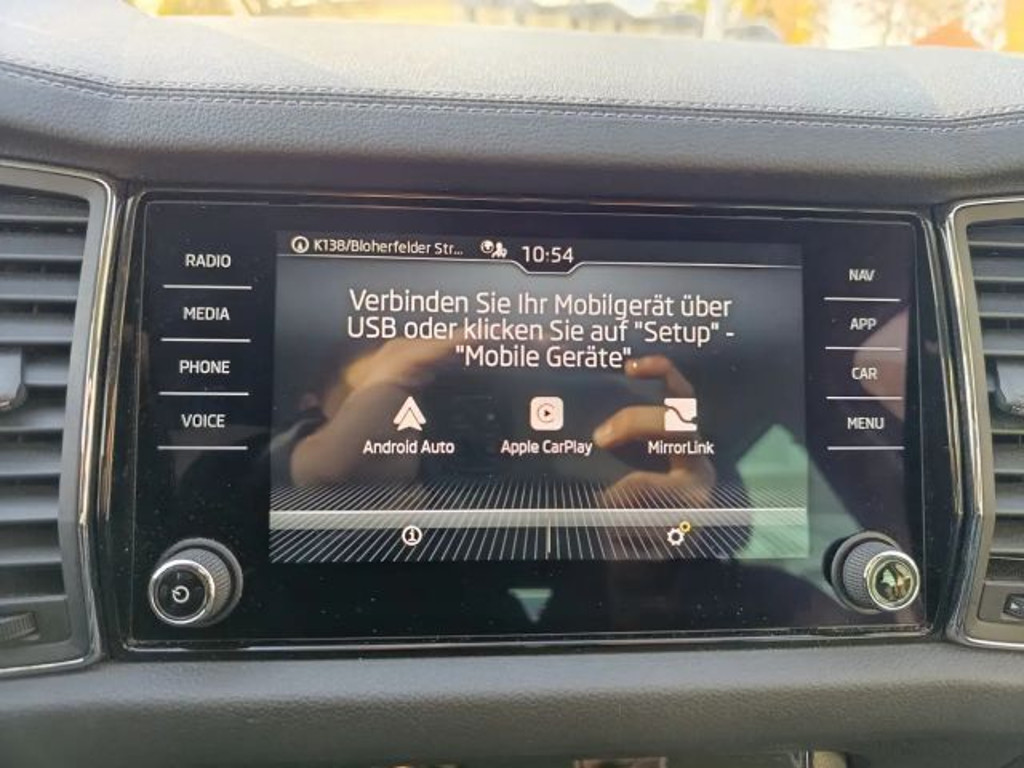 K138/Bloherfelder Str... 10:54
RADIO
MEDIA
PHONE
VOICE
Verbinden Sie Ihr Mobilgerät über
USB oder klicken Sie auf "Setup" -
"Mobile Geräte".
Android Auto Apple CarPlay MirrorLink
NAV
APP
CAR
MENU